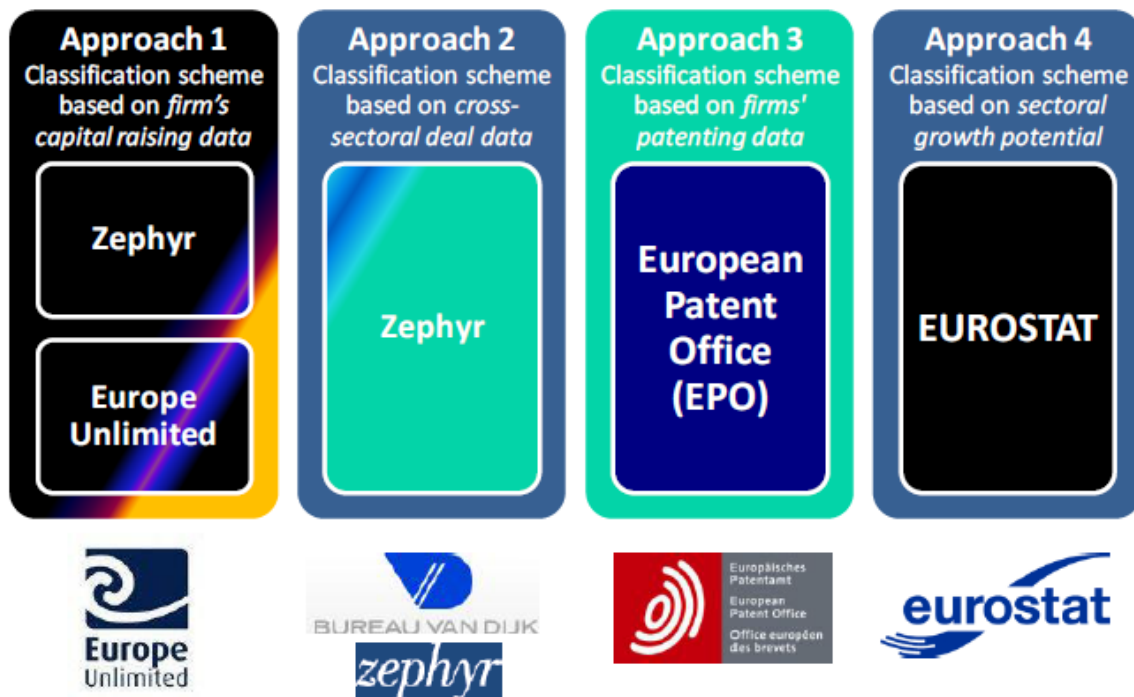 Approach 1
Classification scheme
based on firm's
capital raising data
Zephyr
Europe
Unlimited
Approach 2
Classification scheme
based on cross-
sectoral deal data
Zephyr
Approach 3
Classification scheme
based on firms'
patenting data
European
Patent
Office
(EPO)
Approach 4
Classification scheme
based on sectoral
growth potential
EUROSTAT
Europe
Unlimited
BUREAU VAN DIJK
zephyr
Europäisches
Patentamt
European
Patent Office
Office européen
des brevets
eurostat